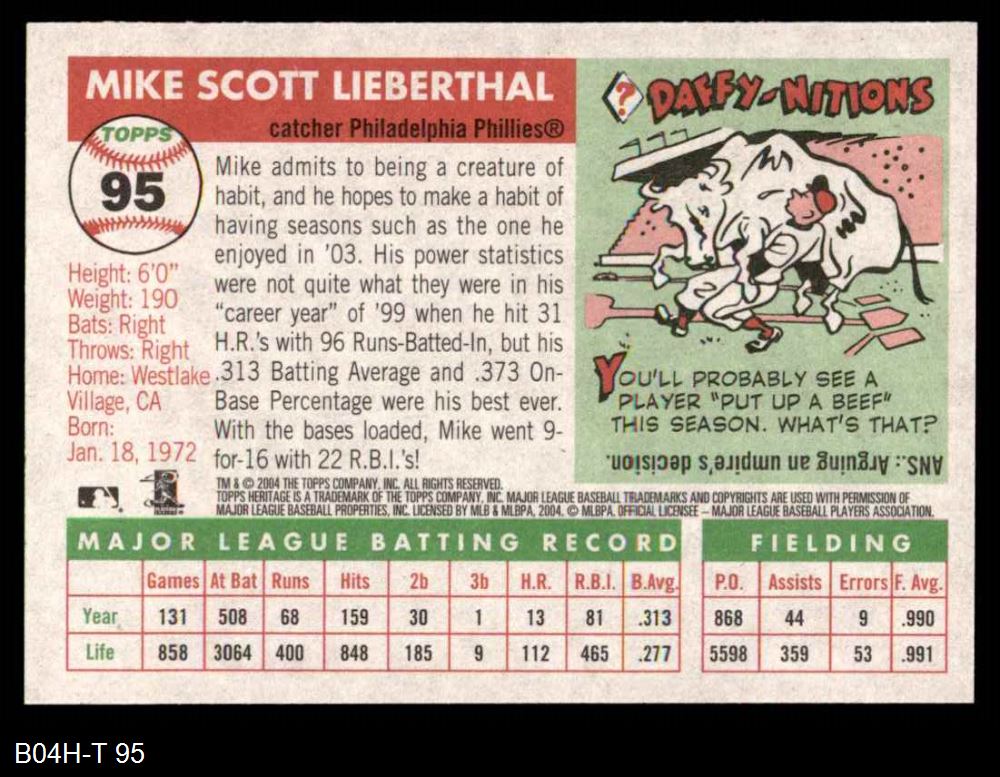 MIKE SCOTT LIEBERTHAL
catcher Philadelphia Phillies®
TOPPS
95
Height: 6'0"
Weight: 190
Bats: Right
Throws: Right
Home: Westlake
Village, CA
Born:
Jan. 18, 1972
Mike admits to being a creature of
habit, and he hopes to make a habit of
having seasons such as the one he
enjoyed in '03. His power statistics
were not quite what they were in his
"career year" of '99 when he hit 31
H.R.'s with 96 Runs-Batted-In, but his
.313 Batting Average and .373 On-
Base Percentage were his best ever.
With the bases loaded, Mike went 9-
for-16 with 22 R.B.I.'s!
?
DAFFY-NITIONS
YOU'LL PROBABLY SEE A
PLAYER "PUT UP A BEEF"
THIS SEASON. WHAT'S THAT?
ANS.: Arguing an umpire's decision.
TM & © 2004 THE TOPPS COMPANY, INC. ALL RIGHTS RESERVED.
TOPPS HERITAGE IS A TRADEMARK OF THE TOPPS COMPANY, INC. MAJOR LEAGUE BASEBALL TRADEMARKS AND COPYRIGHTS ARE USED WITH PERMISSION OF
MAJOR LEAGUE BASEBALL PROPERTIES, INC. LICENSED BY MLB & MLBPA, 2004. © MLBPA. OFFICIAL LICENSEE – MAJOR LEAGUE BASEBALL PLAYERS ASSOCIATION.
MAJOR LEAGUE BATTING RECORD FIELDING
Games At Bat Runs Hits 2b 3b H.R. R.B.I. B.Avg. P.O. Assists Errors F. Avg.
Year 131 508 68 159 30 1 13 81 .313 868 44 9 .990
Life 858 3064 400 848 185 9 112 465 .277 5598 359 53 .991
B04H-T 95